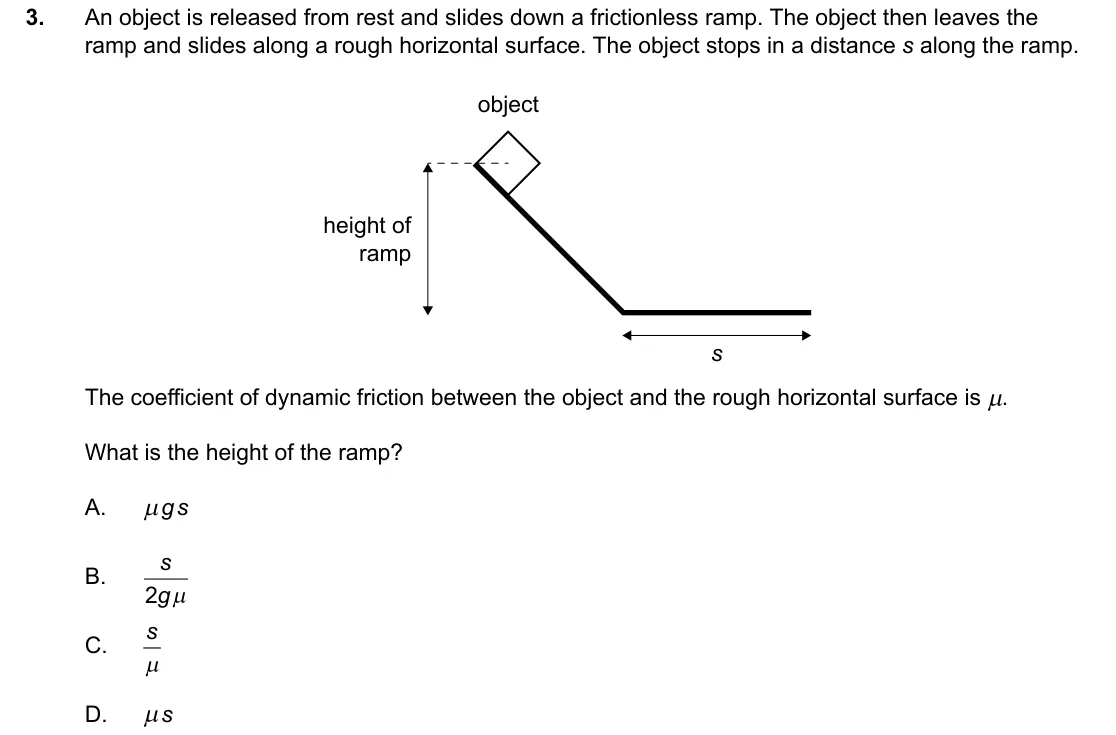 3. An object is released from rest and slides down a frictionless ramp. The object then leaves the
ramp and slides along a rough horizontal surface. The object stops in a distance s along the ramp.
object
height of
ramp
s
The coefficient of dynamic friction between the object and the rough horizontal surface is μ.
What is the height of the ramp?
A. μgs
B. s
2gμ
C. s
μ
D. μs